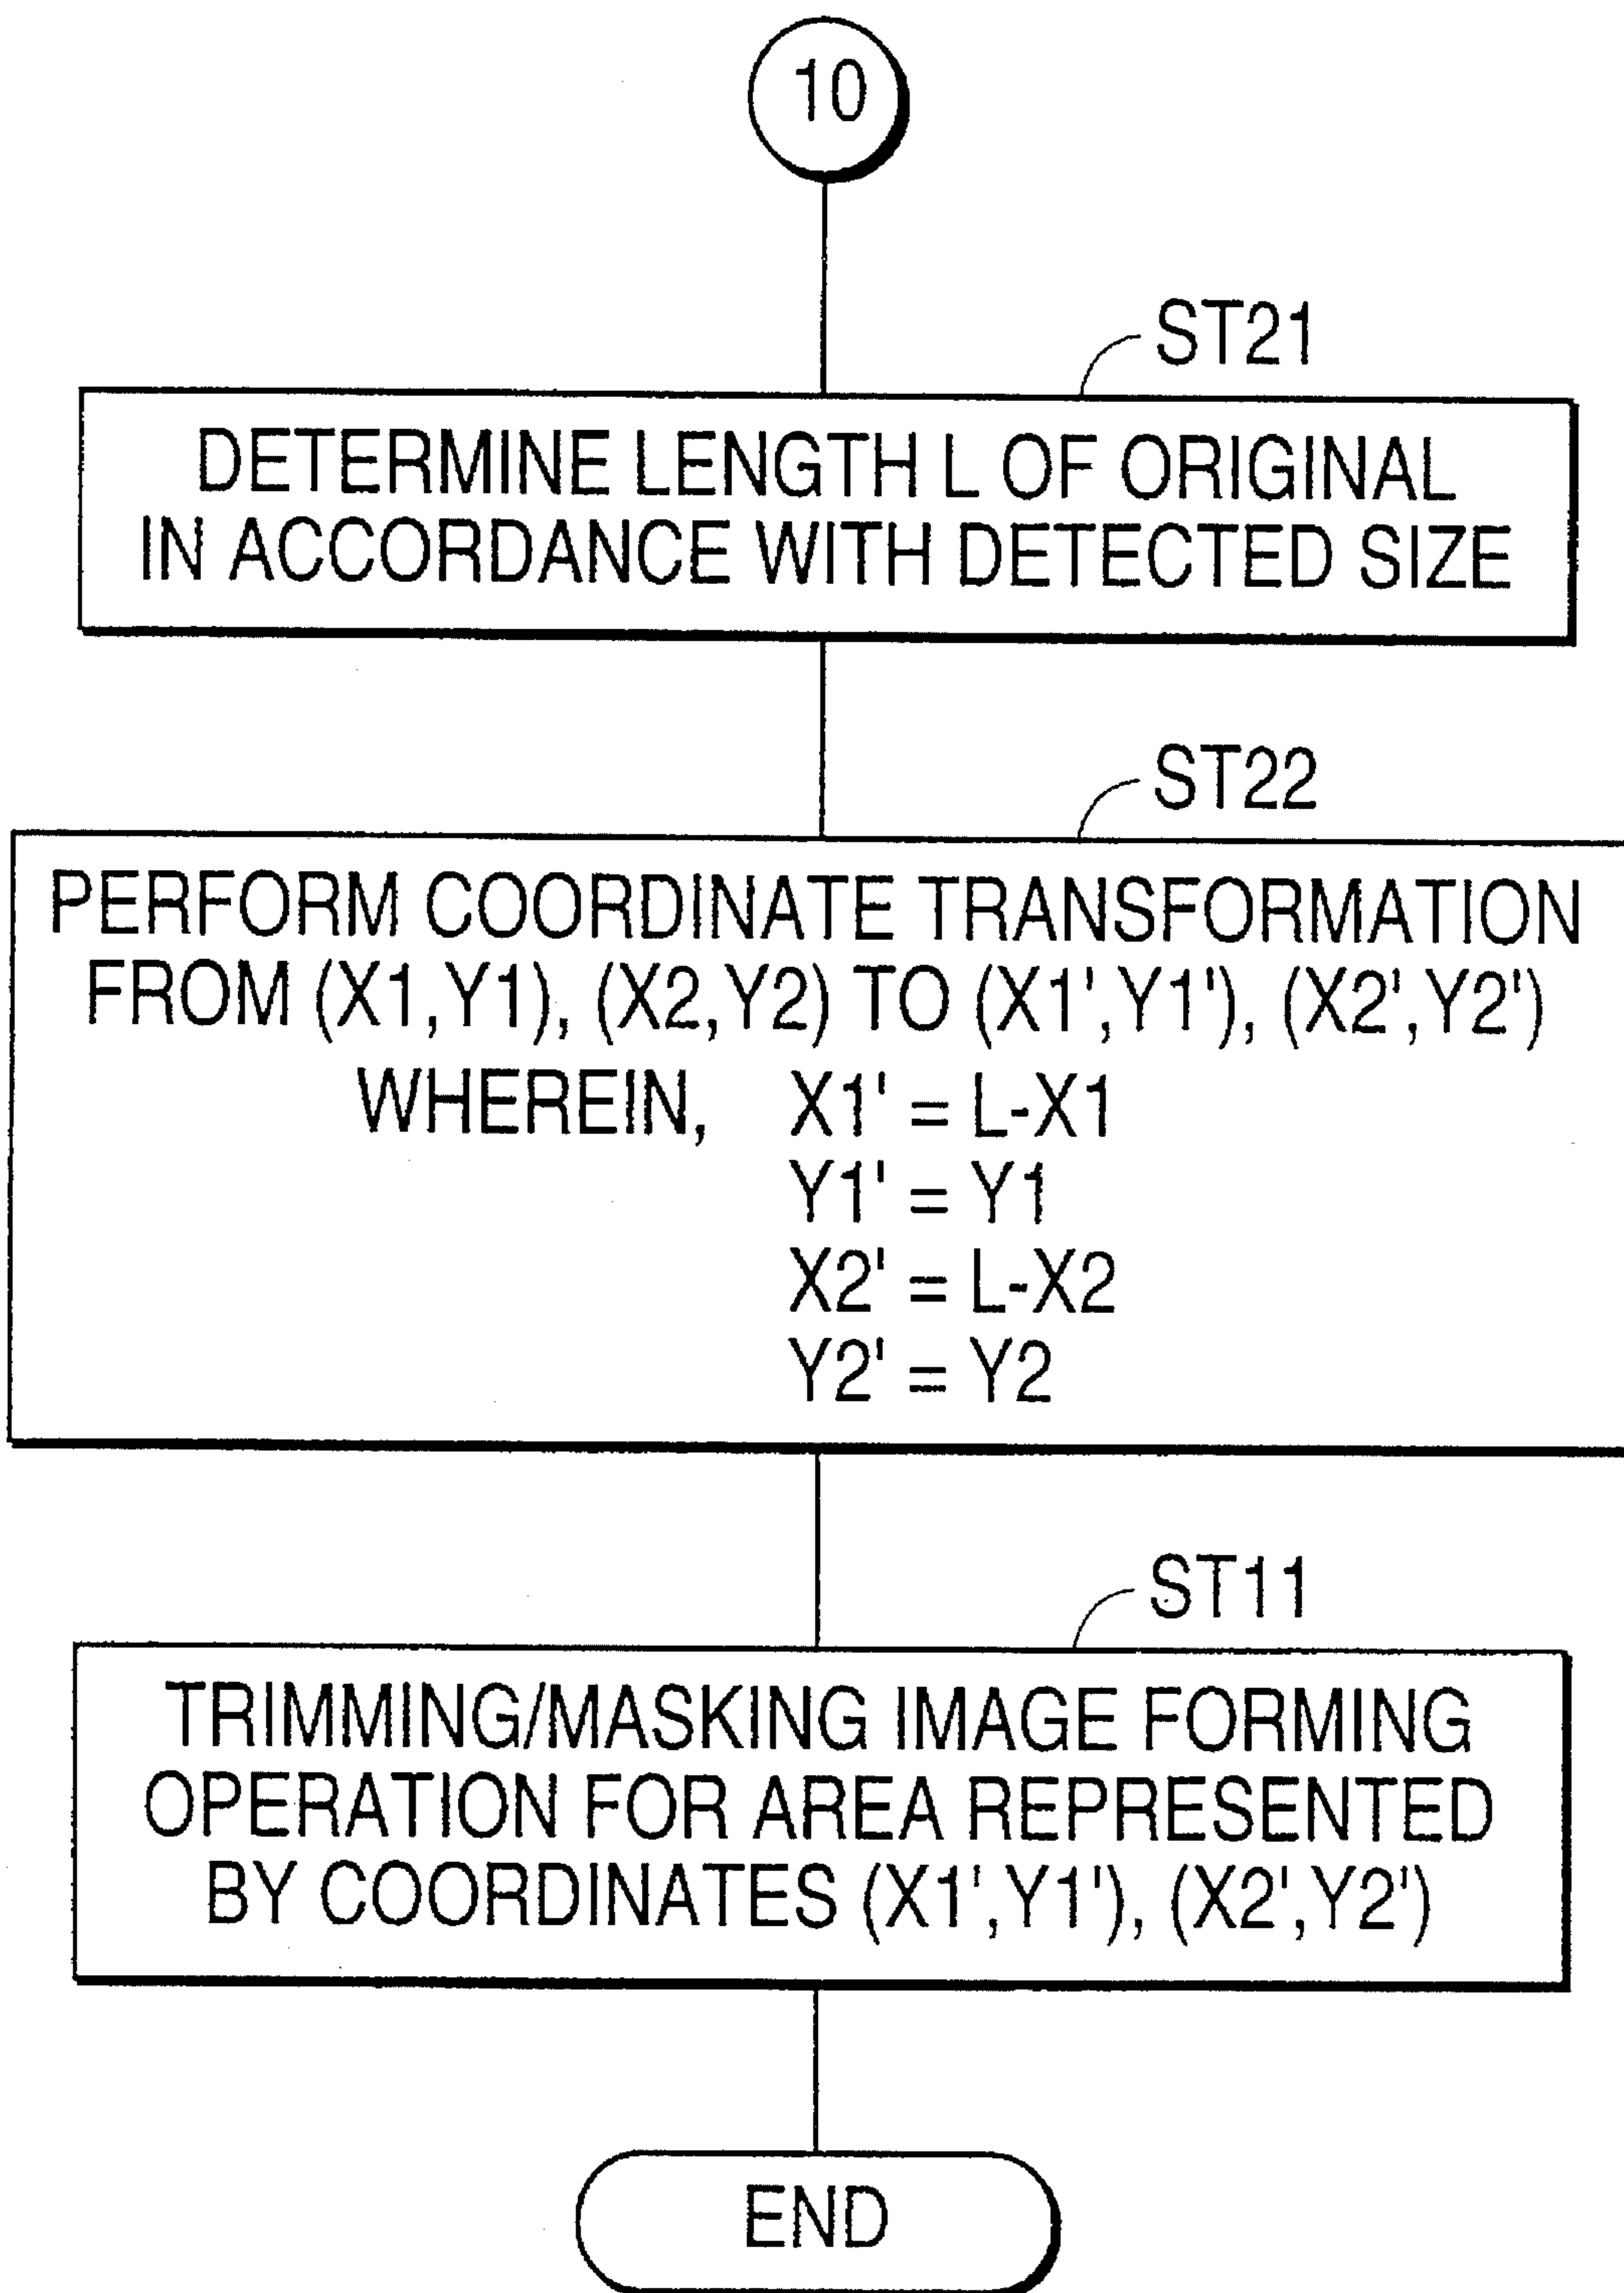 10
ST21
DETERMINE LENGTH L OF ORIGINAL
IN ACCORDANCE WITH DETECTED SIZE
ST22
PERFORM COORDINATE TRANSFORMATION
FROM (X1,Y1), (X2,Y2) TO (X1',Y1'), (X2',Y2')
WHEREIN, X1' = L-X1
Y1' = Y1
X2' = L-X2
Y2' = Y2
ST11
TRIMMING/MASKING IMAGE FORMING
OPERATION FOR AREA REPRESENTED
BY COORDINATES (X1',Y1'), (X2',Y2')
END